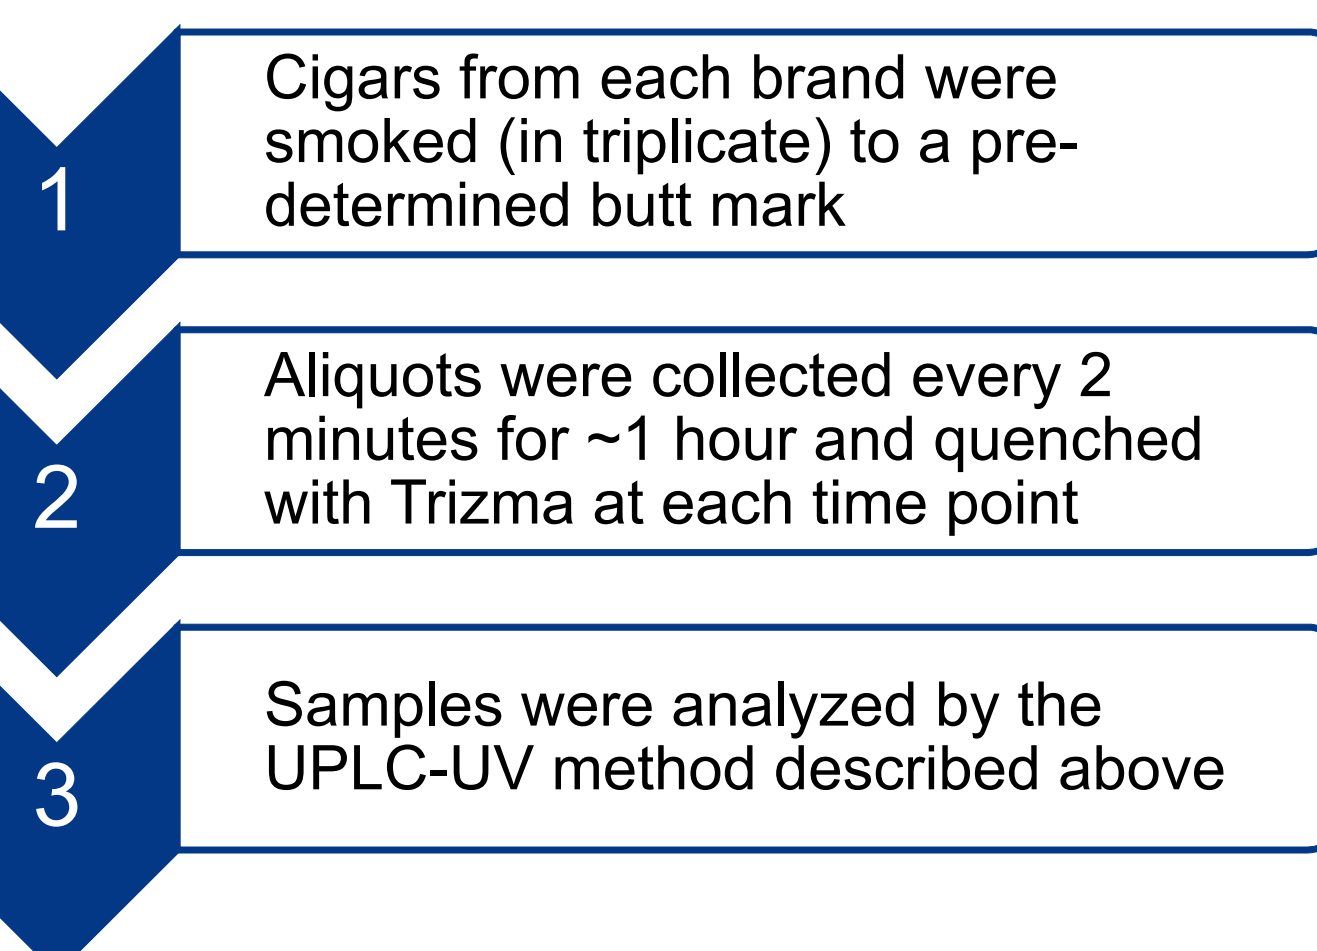 1
Cigars from each brand were
smoked (in triplicate) to a pre-
determined butt mark
2
Aliquots were collected every 2
minutes for ~1 hour and quenched
with Trizma at each time point
3
Samples were analyzed by the
UPLC-UV method described above